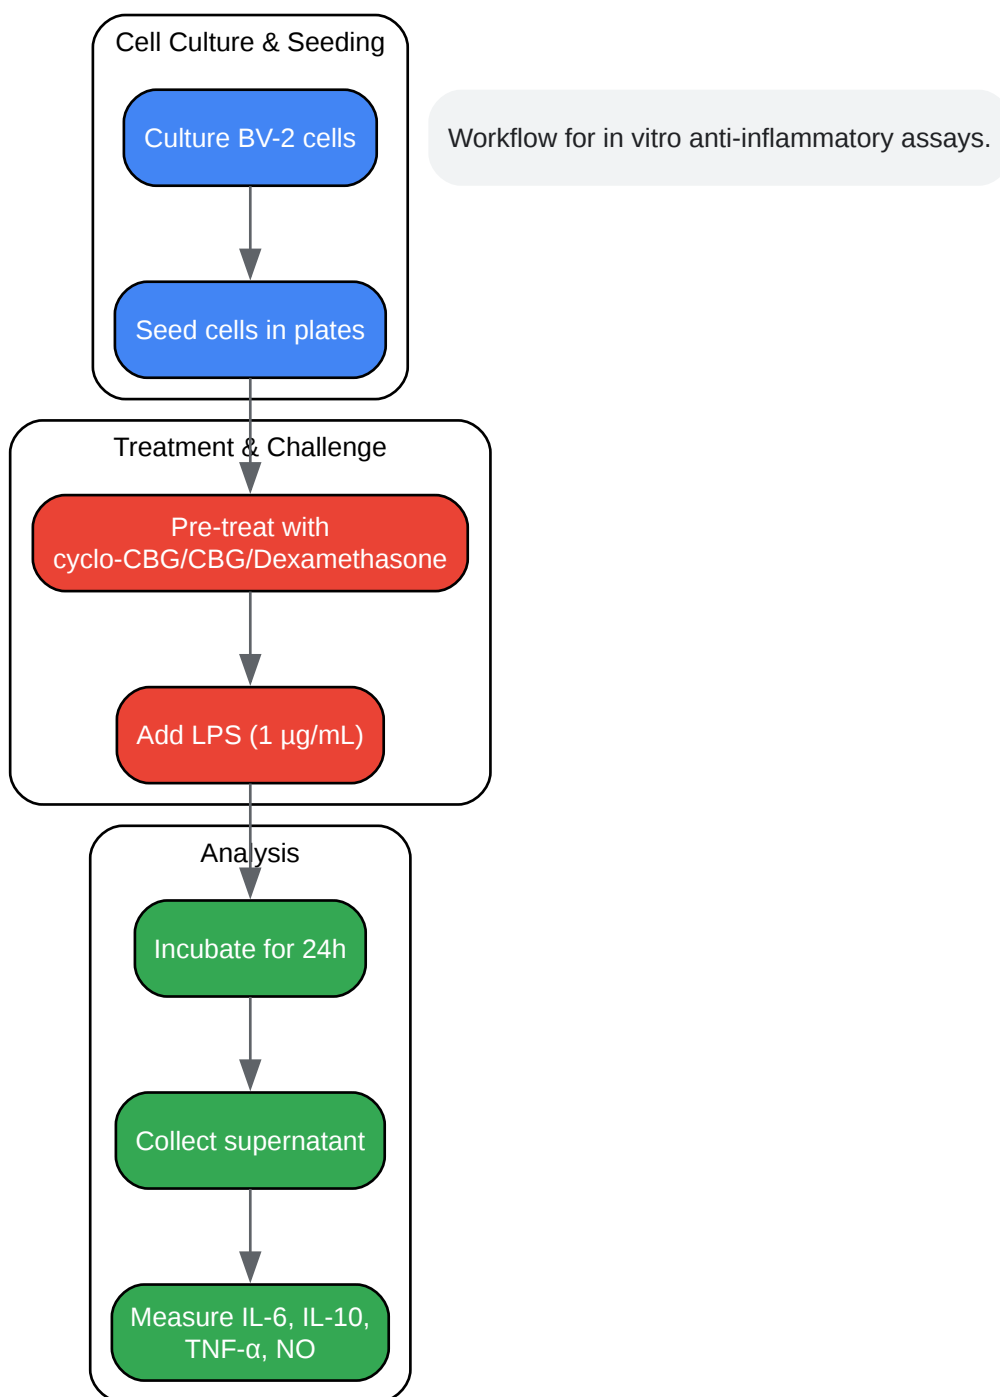 Cell Culture & Seeding
Culture BV-2 cells
Workflow for in vitro anti-inflammatory assays.
Seed cells in plates
Treatment & Challenge
Pre-treat with
cyclo-CBG/CBG/Dexamethasone
Add LPS (1 µg/mL)
Analysis
Incubate for 24h
Collect supernatant
Measure IL-6, IL-10,
TNF-α, NO